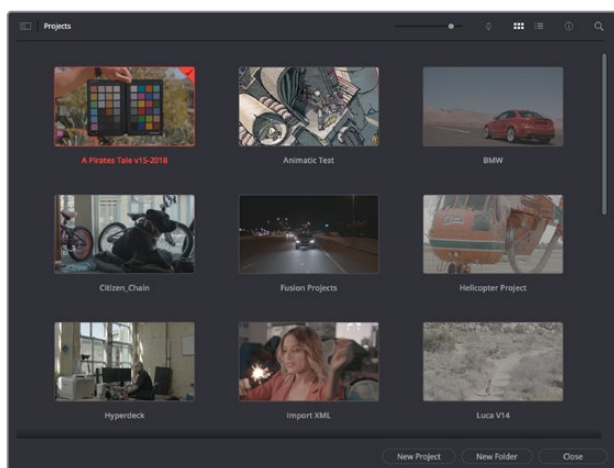 Projects
A Pirates Tale v15-2018
Animatic Test
BMW
Citizen_Chain
Fusion Projects
Helicopter Project
Hyperdeck
Import XML
Luca V14
New Project
New Folder
Close